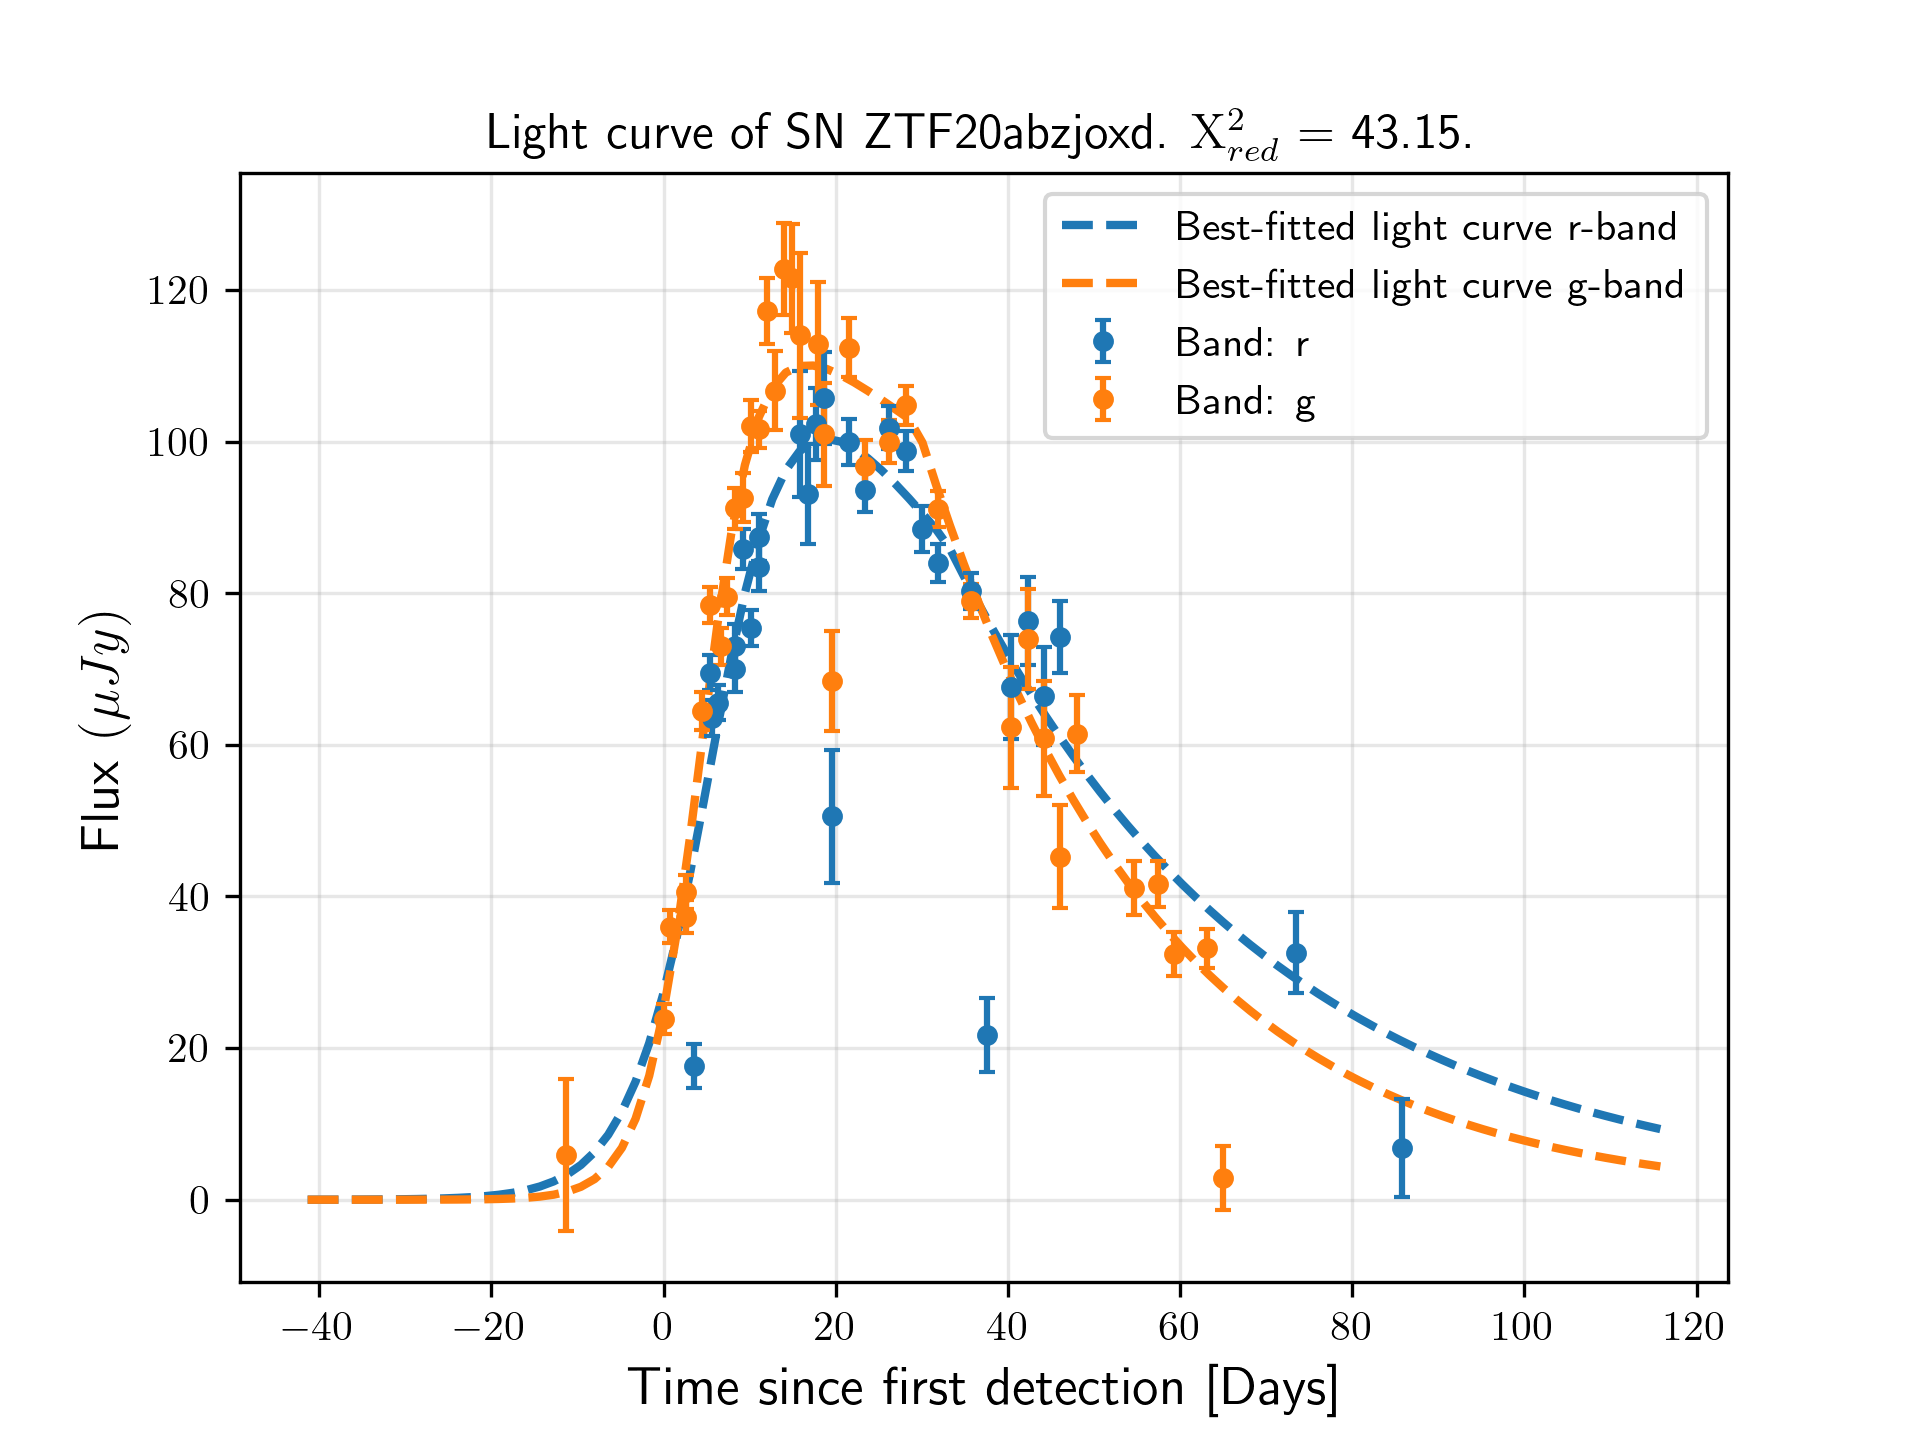 Light curve of SN ZTF20abzjoxd. X²_red = 43.15.
Best-fitted light curve r-band
Best-fitted light curve g-band
Band: r
Band: g
Flux (μJy)
120
100
80
60
40
20
0
−40 −20 0 20 40 60 80 100 120
Time since first detection [Days]